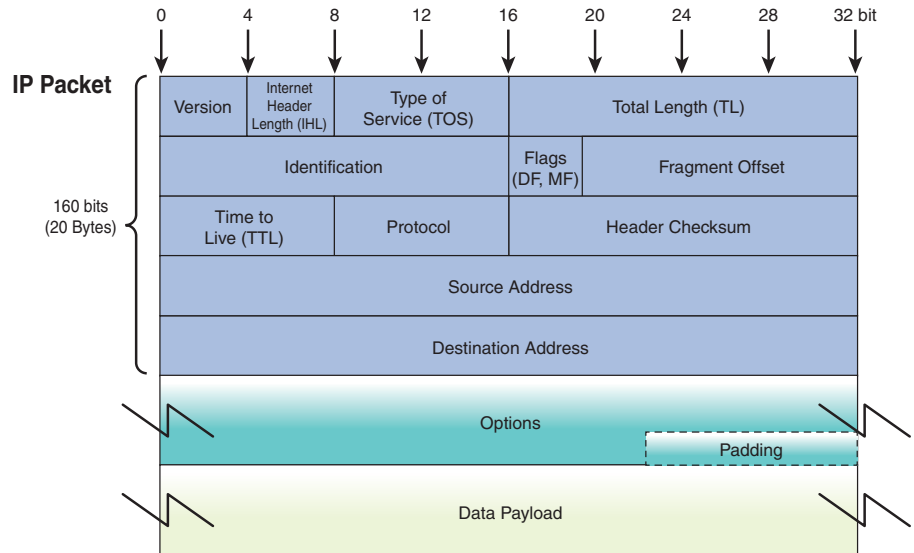 0 4 8 12 16 20 24 28 32 bit
IP Packet
Version
Internet
Header
Length (IHL)
Type of
Service (TOS)
Total Length (TL)
Identification
Flags
(DF, MF)
Fragment Offset
160 bits
(20 Bytes)
Time to
Live (TTL)
Protocol
Header Checksum
Source Address
Destination Address
Options
Padding
Data Payload